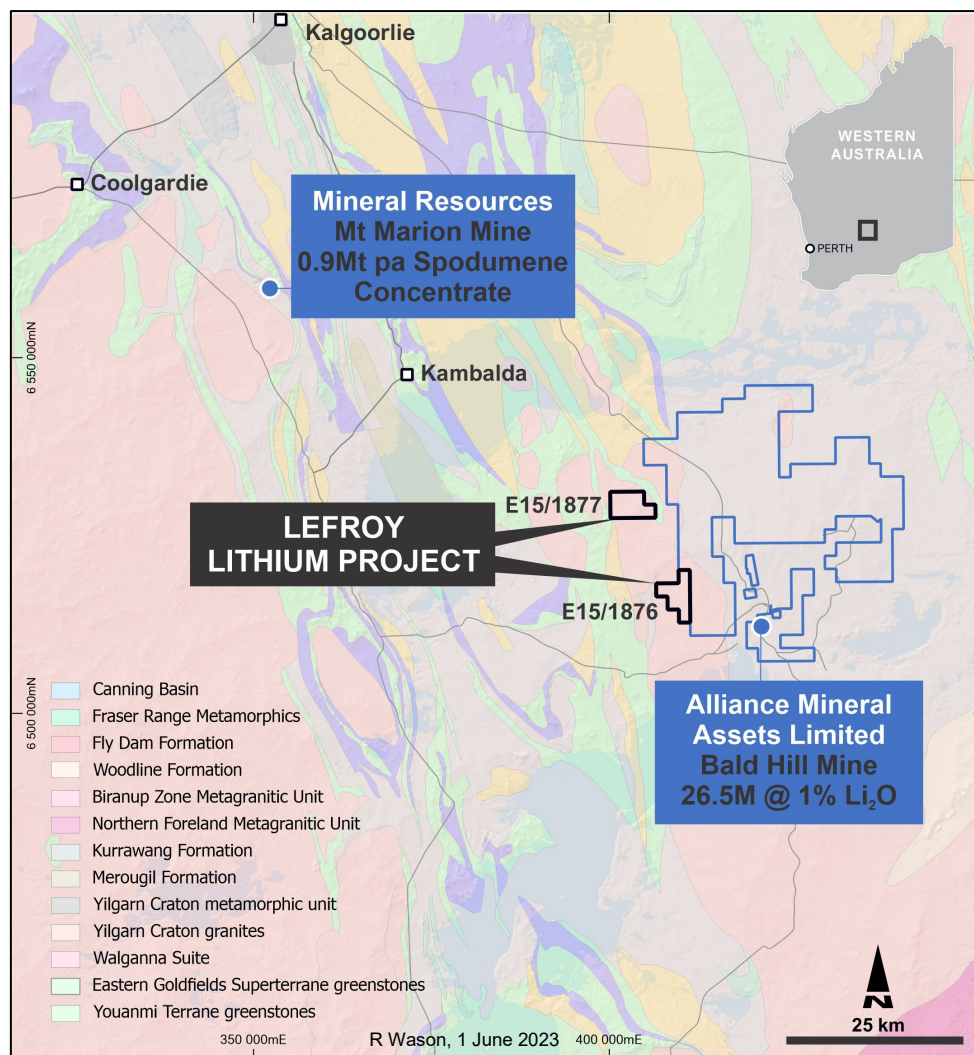 Kalgoorlie
WESTERN
AUSTRALIA
PERTH
Coolgardie
Mineral Resources
Mt Marion Mine
0.9Mt pa Spodumene
Concentrate
6 550 000mN
Kambalda
E15/1877
LEFROY
LITHIUM PROJECT
E15/1876
Alliance Mineral
Assets Limited
Bald Hill Mine
26.5M @ 1% Li₂O
6 500 000mN
Canning Basin
Fraser Range Metamorphics
Fly Dam Formation
Woodline Formation
Biranup Zone Metagranitic Unit
Northern Foreland Metagranitic Unit
Kurrawang Formation
Merougil Formation
Yilgarn Craton metamorphic unit
Yilgarn Craton granites
Walganna Suite
Eastern Goldfields Superterrane greenstones
Youanmi Terrane greenstones
N
25 km
350 000mE
R Wason, 1 June 2023
400 000mE